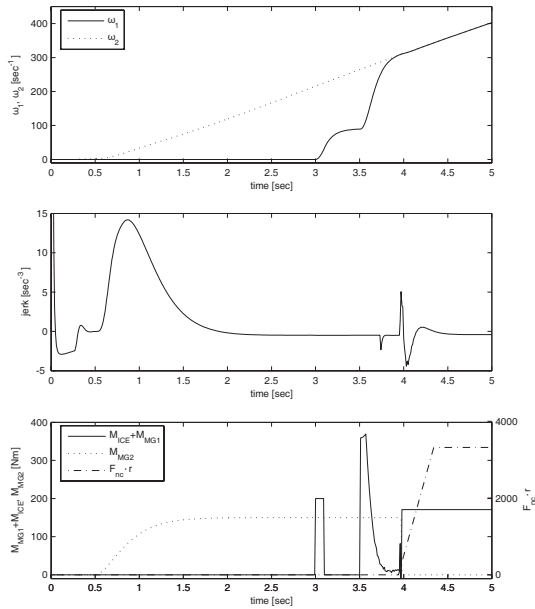 ω₁
ω₂
400
300
200
100
0
ω₁, ω₂ [sec⁻¹]
0 0.5 1 1.5 2 2.5 3 3.5 4 4.5 5
time [sec]
15
10
5
0
-5
jerk [sec⁻³]
0 0.5 1 1.5 2 2.5 3 3.5 4 4.5 5
time [sec]
M_ICE+M_MG1
M_MG2
F_nc · r
400
300
200
100
0
M_MG1+M_ICE, M_MG2 [Nm]
4000
2000
0
F_nc · r
0 0.5 1 1.5 2 2.5 3 3.5 4 4.5 5
time [sec]